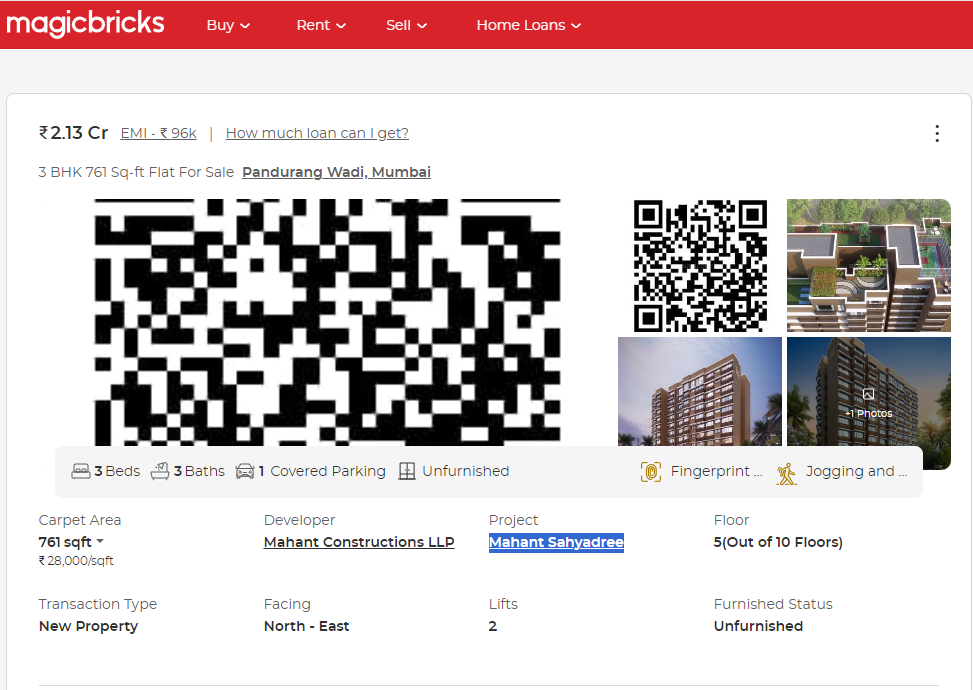 magicbricks Buy Rent Sell Home Loans
₹2.13 Cr EMI - ₹ 96k | How much loan can I get?
3 BHK 761 Sq-ft Flat For Sale Pandurang Wadi, Mumbai
+1 Photos
3 Beds 3 Baths 1 Covered Parking Unfurnished Fingerprint ... Jogging and ...
Carpet Area Developer Project Floor
761 sqft Mahant Constructions LLP Mahant Sahyadree 5(Out of 10 Floors)
₹28,000/sqft
Transaction Type Facing Lifts Furnished Status
New Property North - East 2 Unfurnished